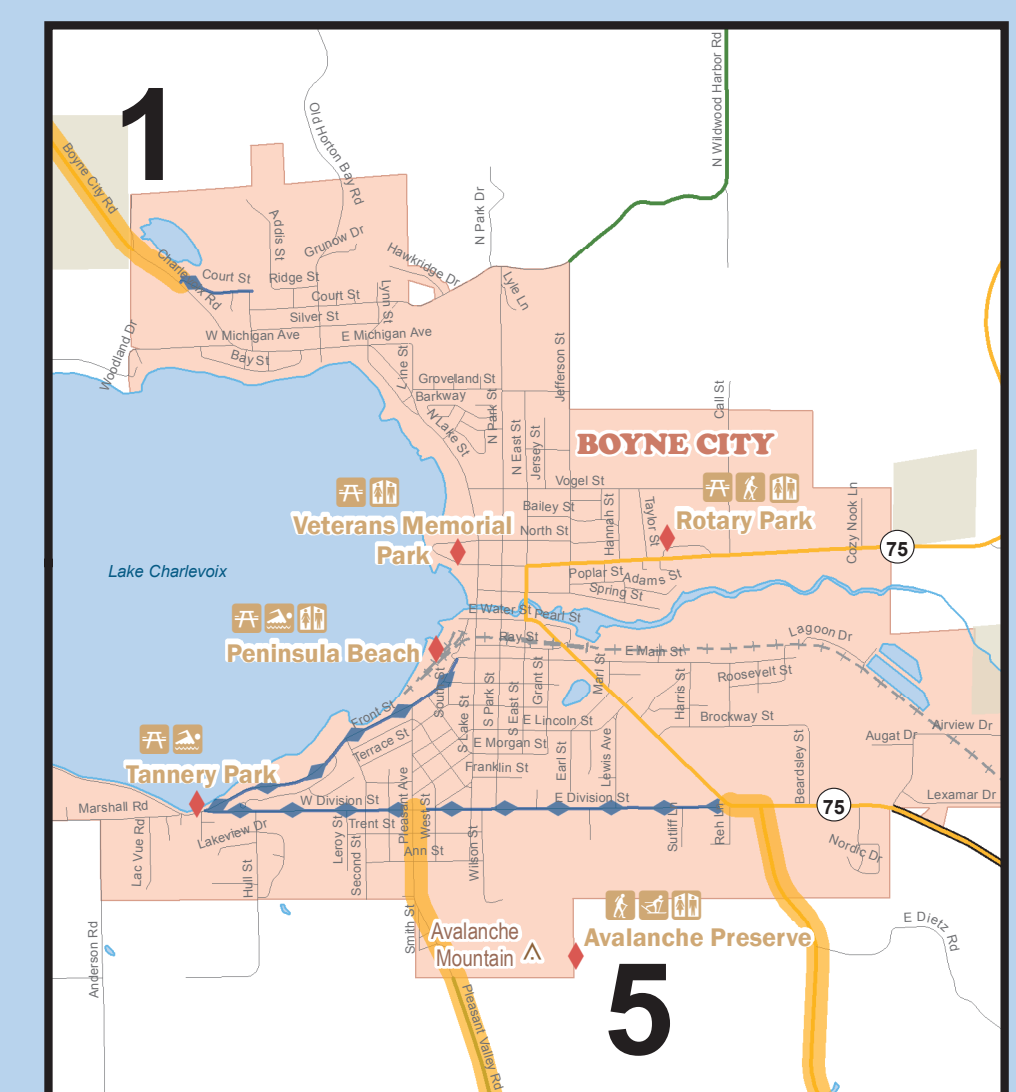 1
N Wildwood Harbor Rd
Old Horton Bay Rd
Boyne City Rd
N Park Dr
Addis St
Grunow Dr
Hawkridge Dr
Charlevoix Rd
Court St
Ridge St
Lyle Ln
Court St
Lynn St
Silver St
W Michigan Ave
E Michigan Ave
Woodland Dr
Bay St
Line St
Jefferson St
Groveland St
Barkway
N Lake St
N Park St
N East St
Jersey St
Call St
BOYNE CITY
Vogel St
Bailey St
North St
Hannah St
Taylor St
Rotary Park
Cozy Nook Ln
75
Veterans Memorial
Park
Lake Charlevoix
Poplar St
Adams St
Spring St
E Water St
Pearl St
Ray St
E Main St
Lagoon Dr
Peninsula Beach
South St
S Lake St
S Park St
S East St
Grant St
Marl St
Harris St
Roosevelt St
Brockway St
E Lincoln St
Front St
Terrace St
E Morgan St
Franklin St
Earl St
Lewis Ave
Beardsley St
Augat Dr
Airview Dr
Tannery Park
Marshall Rd
W Division St
Pleasant Ave
West St
E Division St
75
Lexamar Dr
Lac Vue Rd
Lakeview Dr
Hull St
Leroy St
Trent St
Second St
Ann St
Wilson St
Sutliff Ln
Reh Ln
Nordic Dr
Anderson Rd
Smith St
Avalanche
Mountain
Avalanche Preserve
E Dietz Rd
5
Pleasant Valley Rd